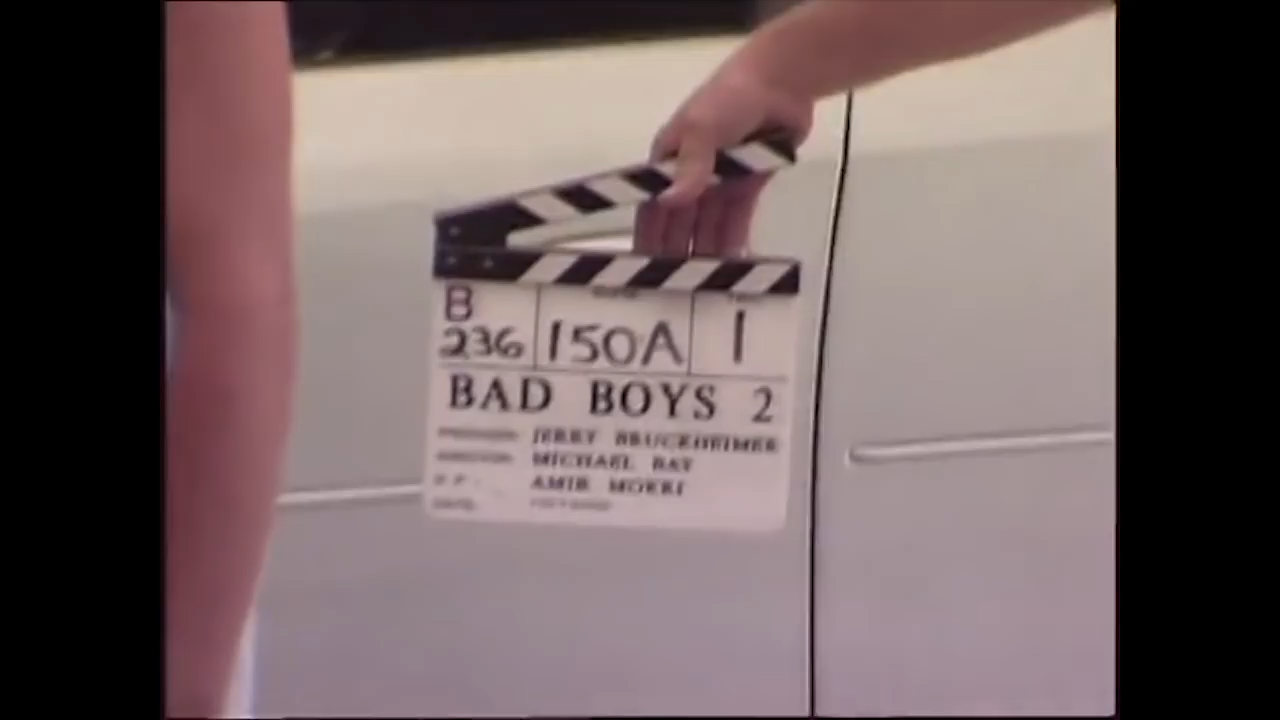 B
236 150A 1
BAD BOYS 2
JERRY BRUCKHEIMER
MICHAEL BAY
AMIR MOKRI